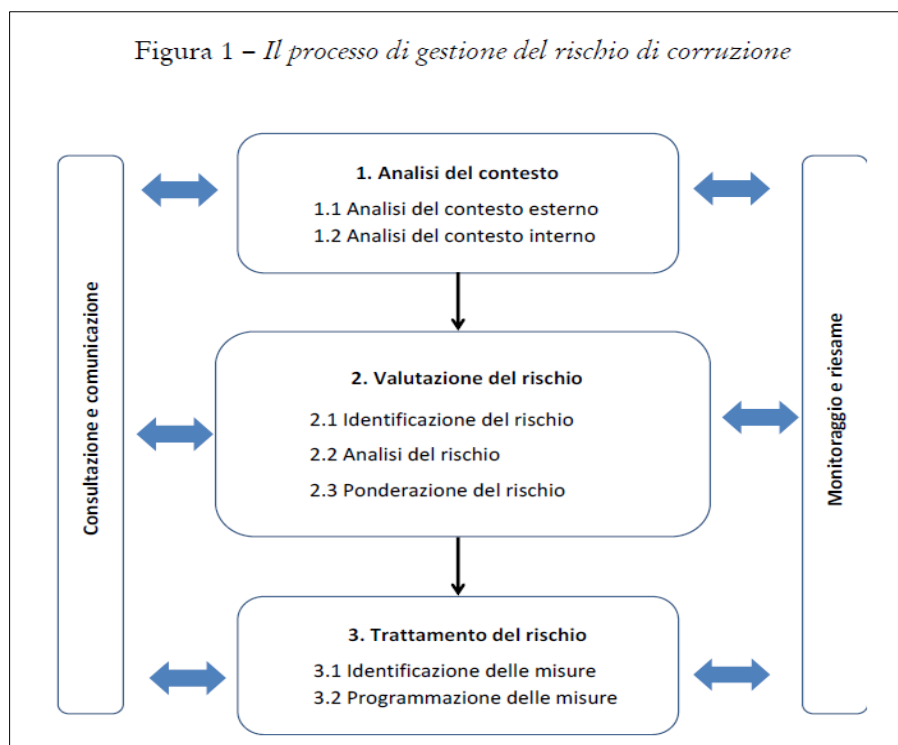 Figura 1 – Il processo di gestione del rischio di corruzione
Consultazione e comunicazione
1. Analisi del contesto
1.1 Analisi del contesto esterno
1.2 Analisi del contesto interno
2. Valutazione del rischio
2.1 Identificazione del rischio
2.2 Analisi del rischio
2.3 Ponderazione del rischio
3. Trattamento del rischio
3.1 Identificazione delle misure
3.2 Programmazione delle misure
Monitoraggio e riesame